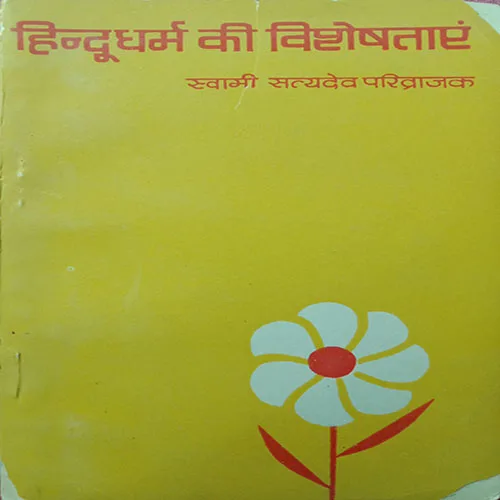 हिन्दूधर्म की विशेषताएं
स्वामी सत्यदेव परिव्राजक